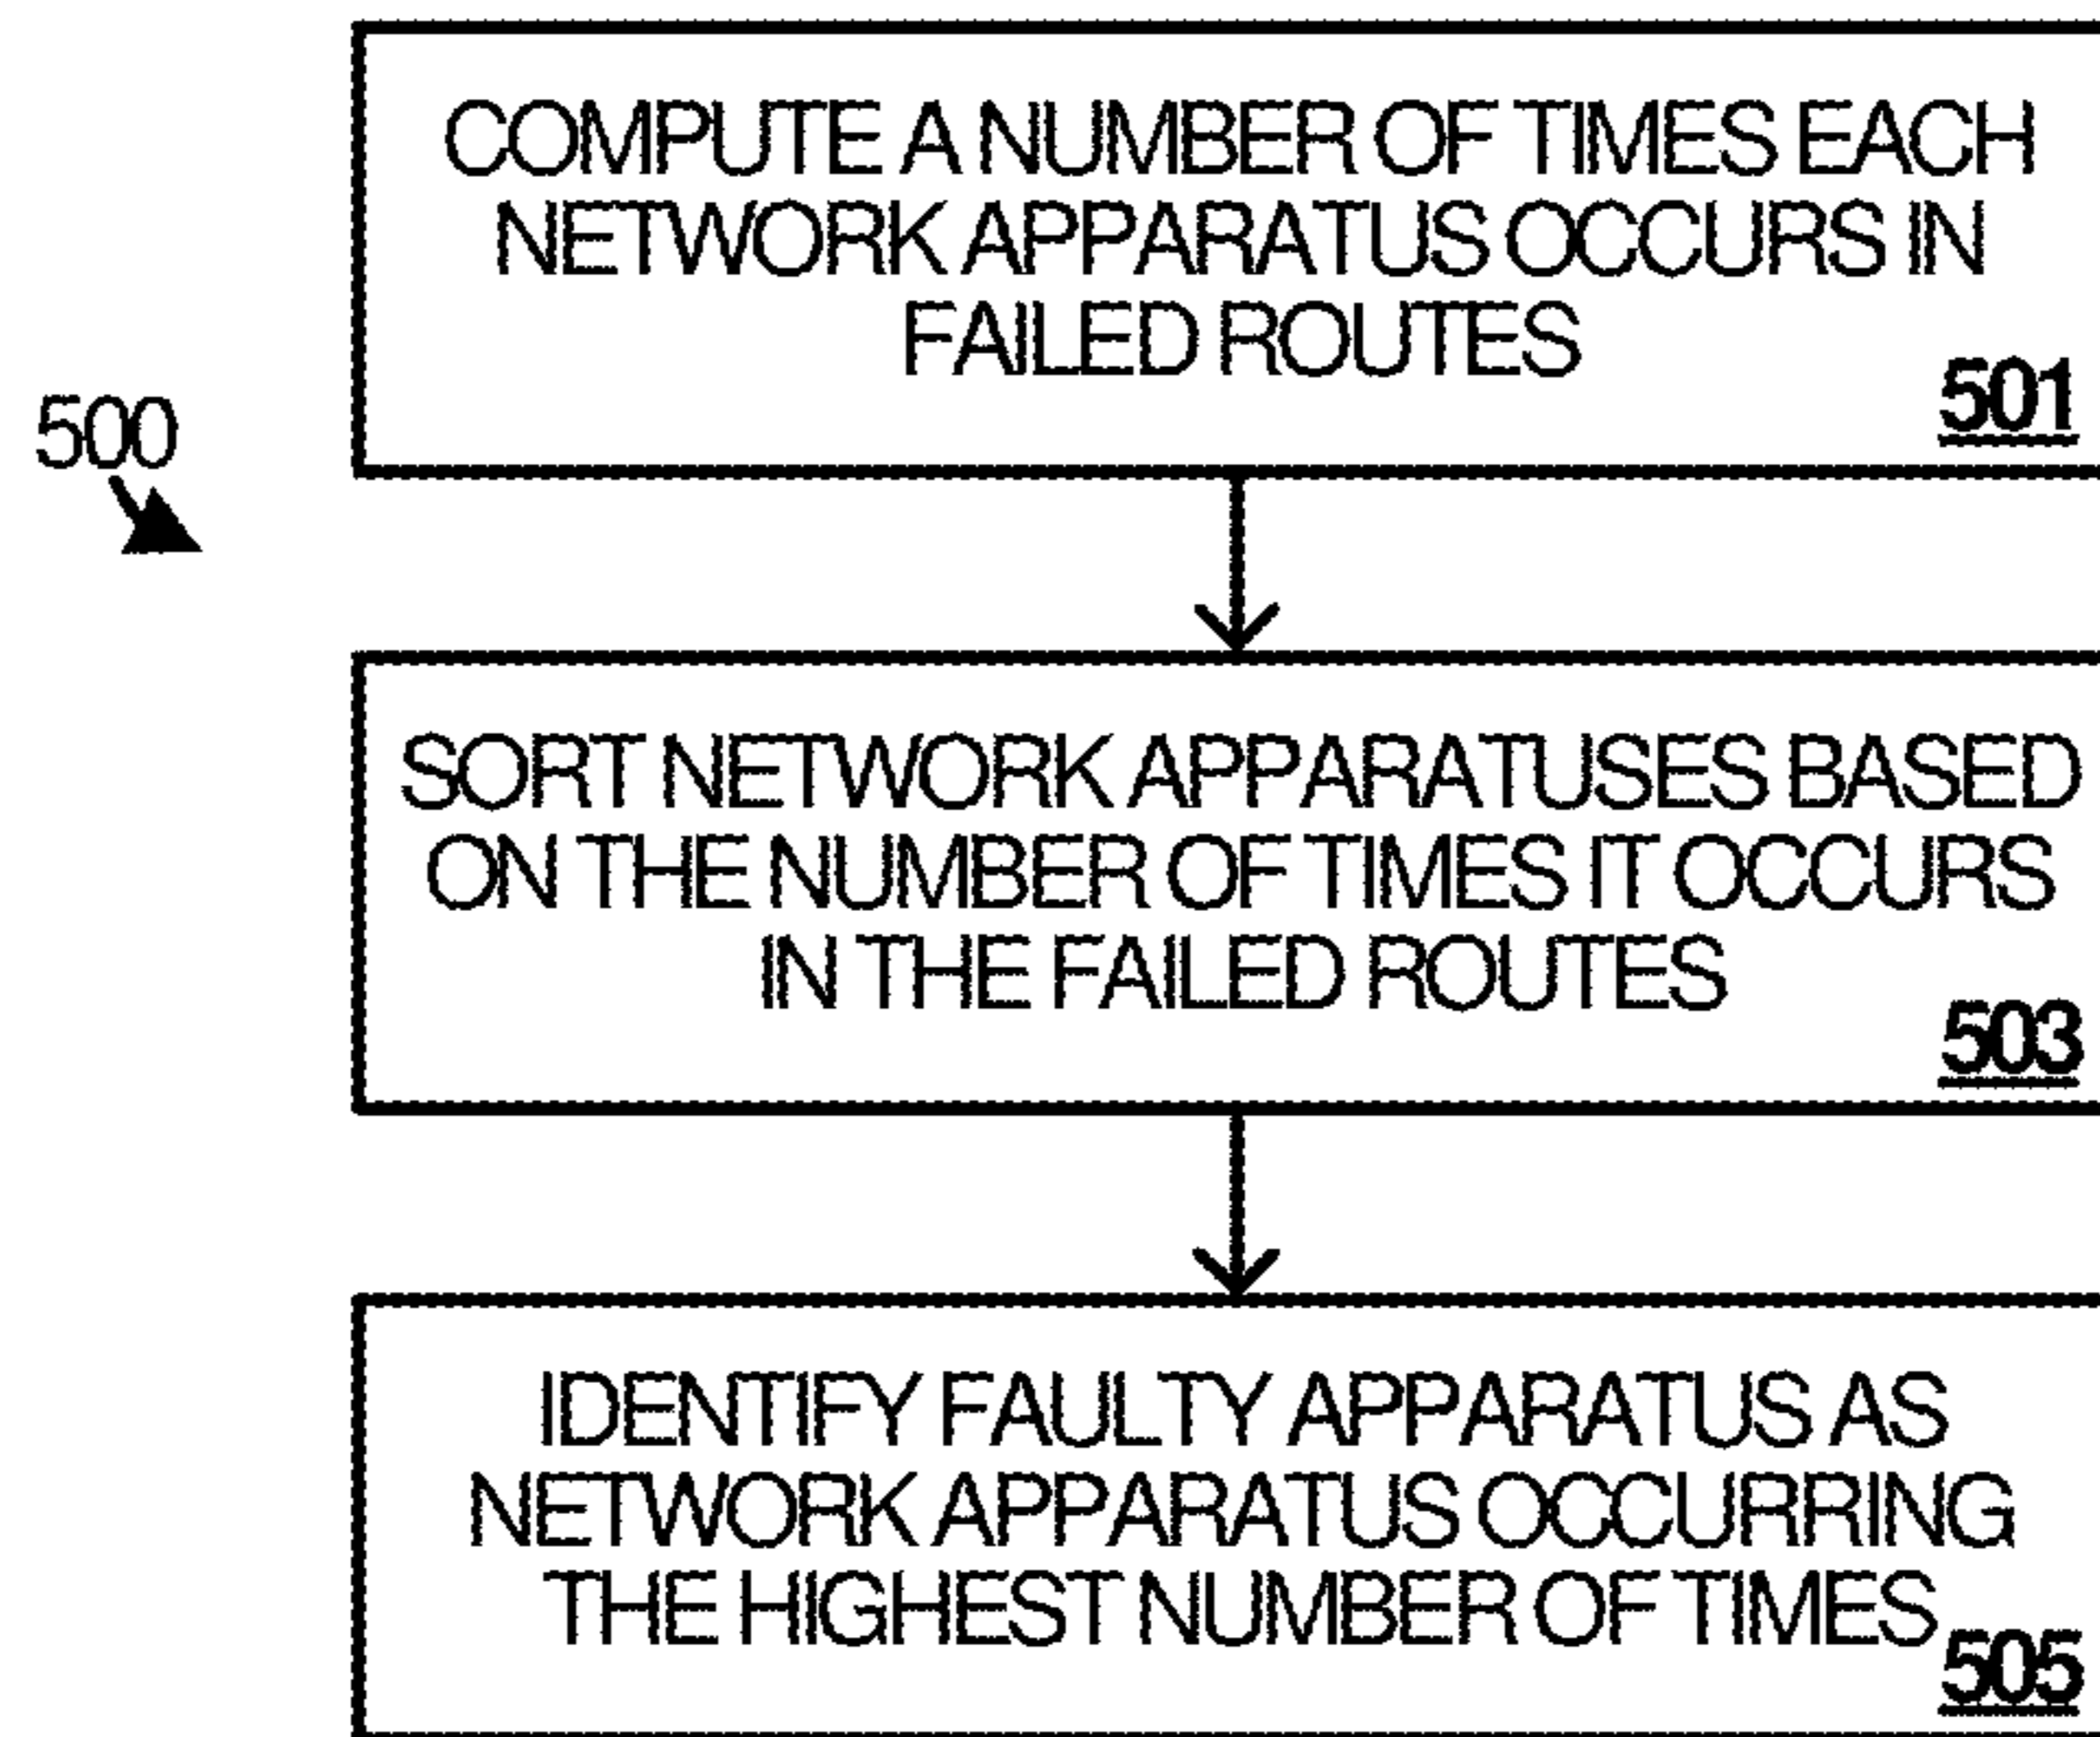 COMPUTE A NUMBER OF TIMES EACH
NETWORK APPARATUS OCCURS IN
FAILED ROUTES
501
500
SORT NETWORK APPARATUSES BASED
ON THE NUMBER OF TIMES IT OCCURS
IN THE FAILED ROUTES
503
IDENTIFY FAULTY APPARATUS AS
NETWORK APPARATUS OCCURRING
THE HIGHEST NUMBER OF TIMES
505